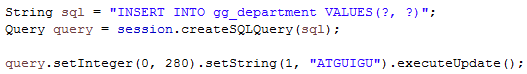 String sql = "INSERT INTO gg_department VALUES(?, ?)";
Query query = session.createSQLQuery(sql);
query.setInteger(0, 280).setString(1, "ATGUIGU").executeUpdate();